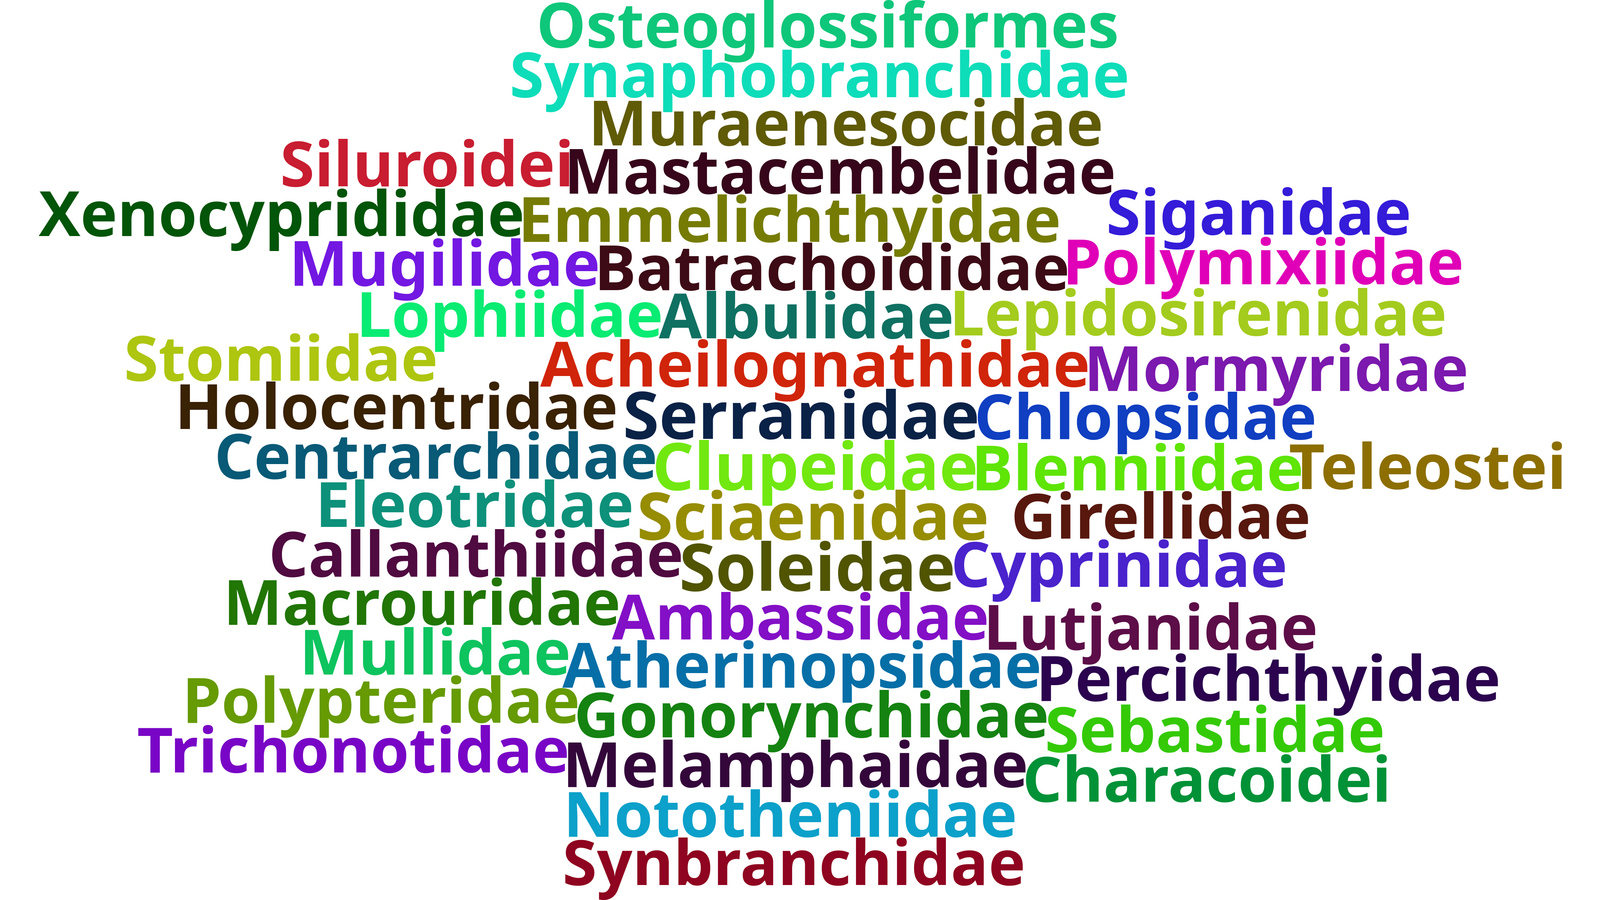 Osteoglossiformes
Synaphobranchidae
Muraenesocidae
Siluroidei Mastacembelidae
Xenocyprididae Emmelichthyidae Siganidae
Mugilidae Batrachoididae Polymixiidae
Lophiidae Albulidae Lepidosirenidae
Stomiidae Acheilognathidae Mormyridae
Holocentridae Serranidae Chlopsidae
Centrarchidae Clupeidae Blenniidae Teleostei
Eleotridae Sciaenidae Girellidae
Callanthiidae Soleidae Cyprinidae
Macrouridae Ambassidae Lutjanidae
Mullidae Atherinopsidae Percichthyidae
Polypteridae Gonorynchidae Sebastidae
Trichonotidae Melamphaidae Characoidei
Nototheniidae
Synbranchidae